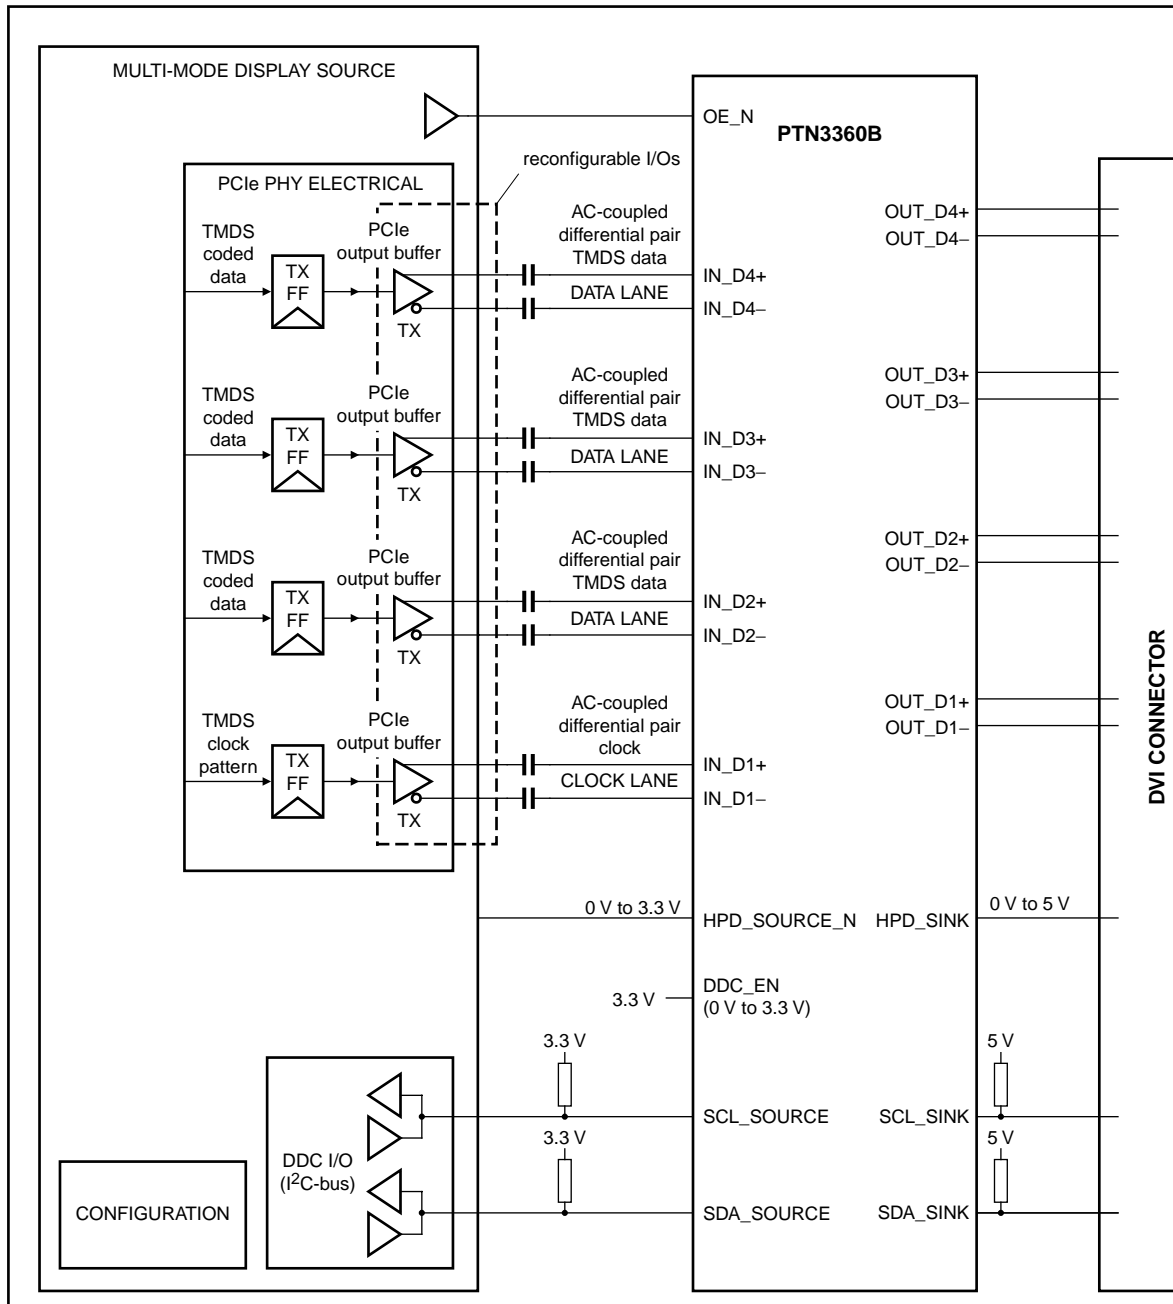 MULTI-MODE DISPLAY SOURCE
OE_N
PTN3360B
reconfigurable I/Os
PCIe PHY ELECTRICAL
TMDS
coded
data
TX
FF
PCIe
output buffer
TX
AC-coupled
differential pair
TMDS data
DATA LANE
IN_D4+
IN_D4−
OUT_D4+
OUT_D4−
TMDS
coded
data
TX
FF
PCIe
output buffer
TX
AC-coupled
differential pair
TMDS data
DATA LANE
IN_D3+
IN_D3−
OUT_D3+
OUT_D3−
TMDS
coded
data
TX
FF
PCIe
output buffer
TX
AC-coupled
differential pair
TMDS data
DATA LANE
IN_D2+
IN_D2−
OUT_D2+
OUT_D2−
TMDS
clock
pattern
TX
FF
PCIe
output buffer
TX
AC-coupled
differential pair
clock
CLOCK LANE
IN_D1+
IN_D1−
OUT_D1+
OUT_D1−
DVI CONNECTOR
0 V to 3.3 V
HPD_SOURCE_N
HPD_SINK
0 V to 5 V
3.3 V
DDC_EN
(0 V to 3.3 V)
3.3 V
5 V
SCL_SOURCE
SCL_SINK
3.3 V
5 V
DDC I/O
(I²C-bus)
SDA_SOURCE
SDA_SINK
CONFIGURATION